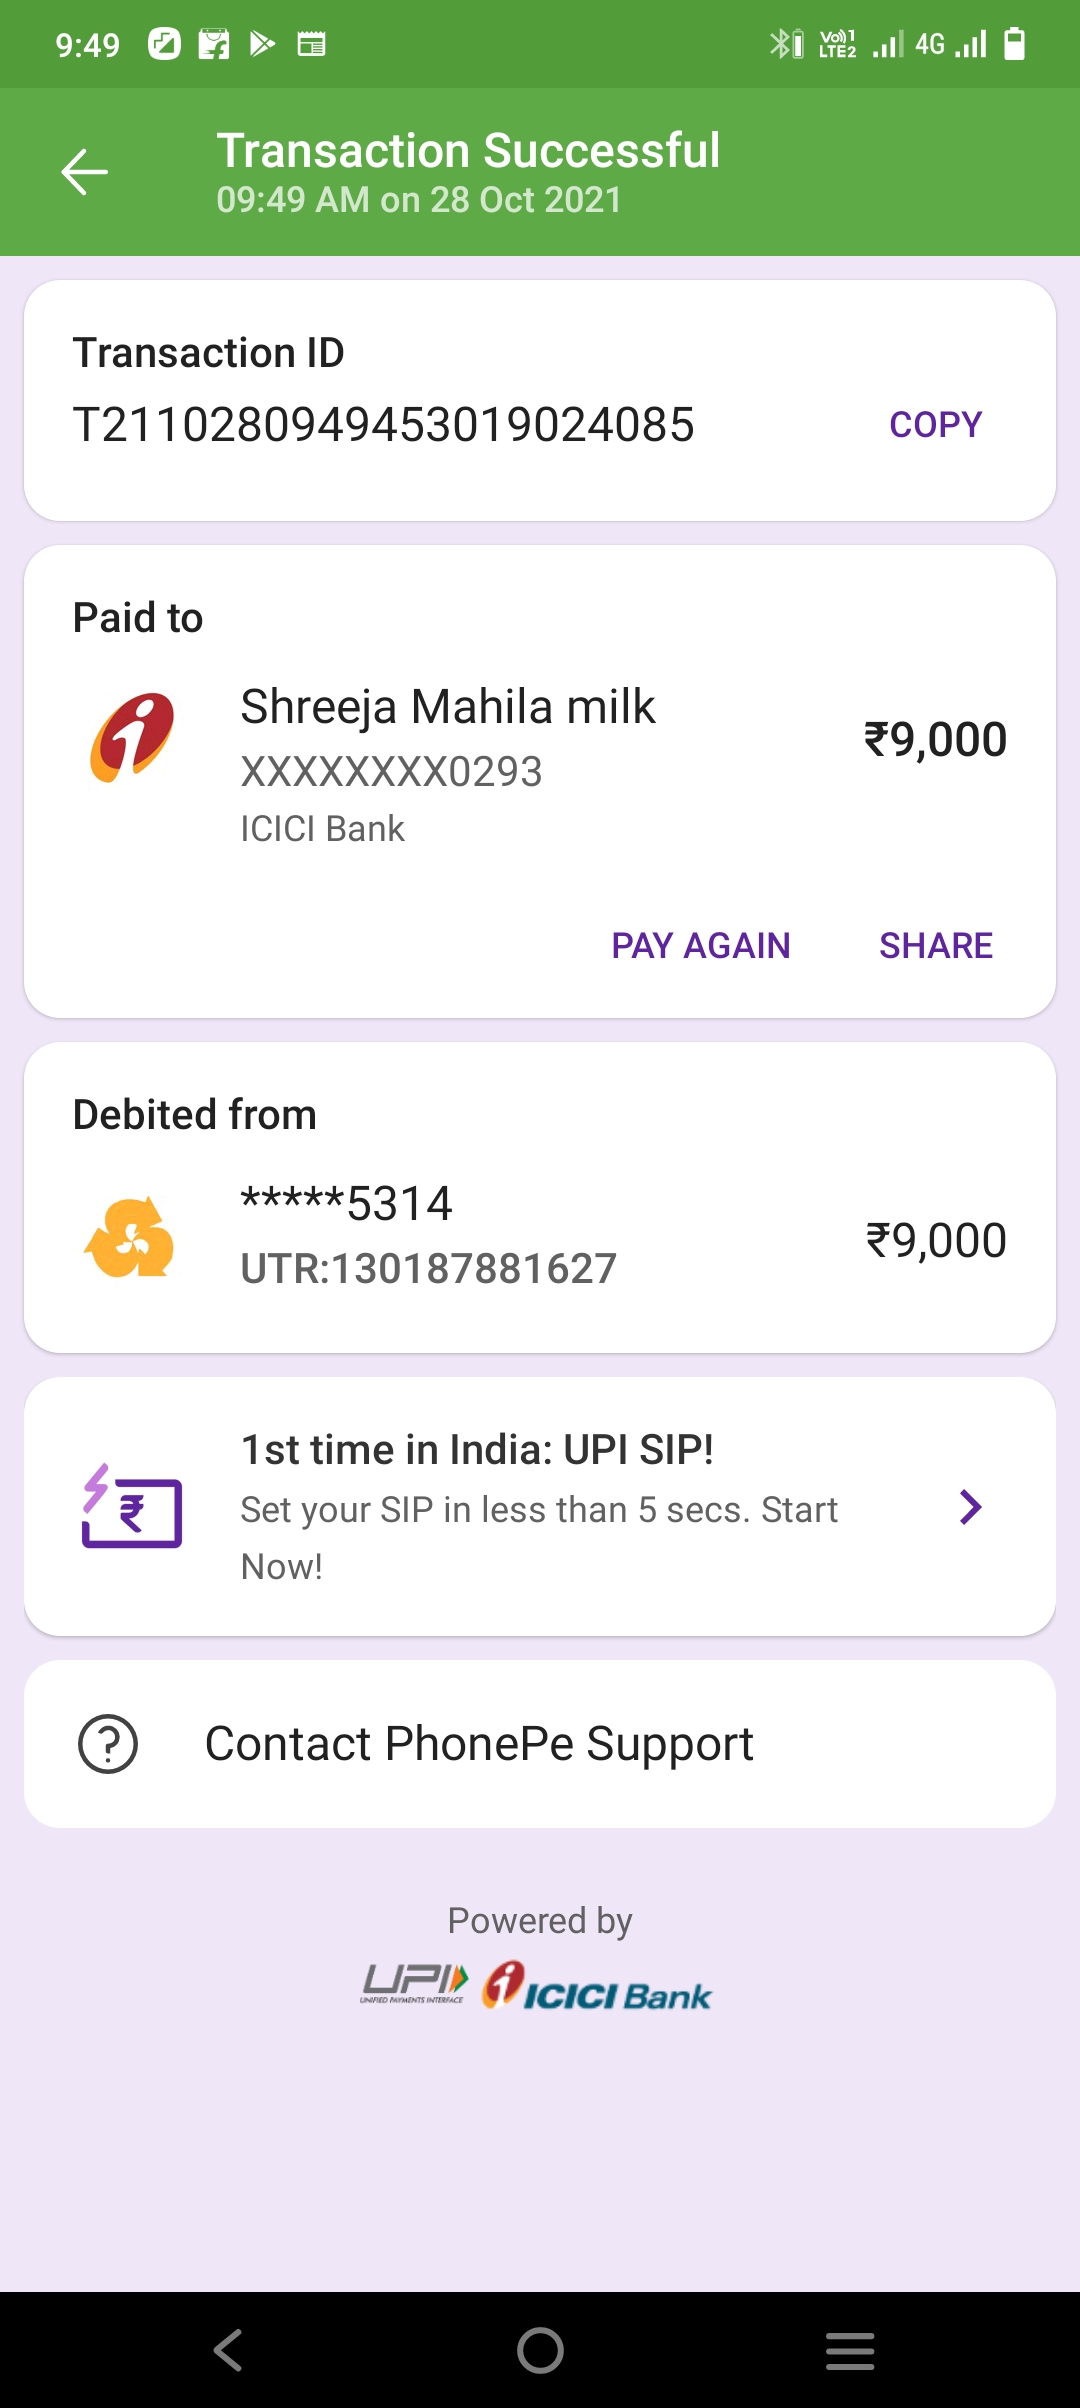 9:49
Vo))1
LTE2
4G
Transaction Successful
09:49 AM on 28 Oct 2021
Transaction ID
T2110280949453019024085
COPY
Paid to
Shreeja Mahila milk
₹9,000
XXXXXXXX0293
ICICI Bank
PAY AGAIN SHARE
Debited from
*****5314
₹9,000
UTR:130187881627
1st time in India: UPI SIP!
Set your SIP in less than 5 secs. Start
Now!
Contact PhonePe Support
Powered by
UPI ICICI Bank
UNIFIED PAYMENTS INTERFACE